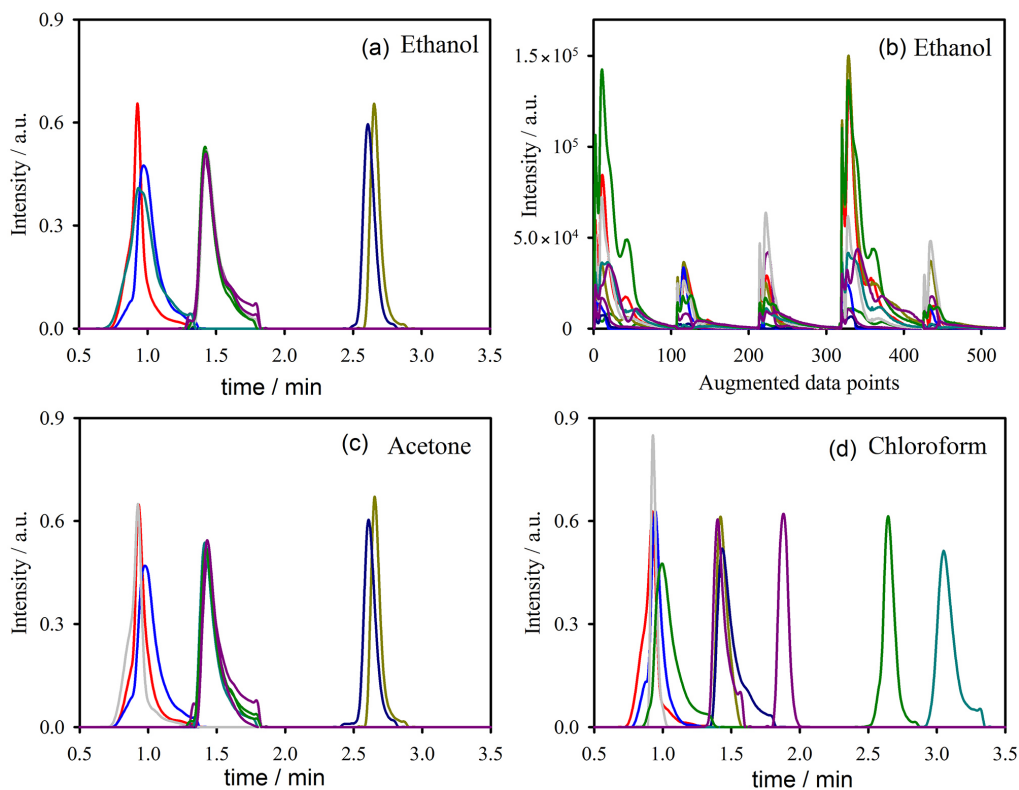 (a) Ethanol
Intensity / a.u.
0.9
0.6
0.3
0.0
0.5 1.0 1.5 2.0 2.5 3.0 3.5
time / min
(b) Ethanol
Intensity / a.u.
1.5×10⁵
10⁵
5.0×10⁴
0
0 100 200 300 400 500
Augmented data points
(c) Acetone
Intensity / a.u.
0.9
0.6
0.3
0.0
0.5 1.0 1.5 2.0 2.5 3.0 3.5
time / min
(d) Chloroform
Intensity / a.u.
0.9
0.6
0.3
0.0
0.5 1.0 1.5 2.0 2.5 3.0 3.5
time / min